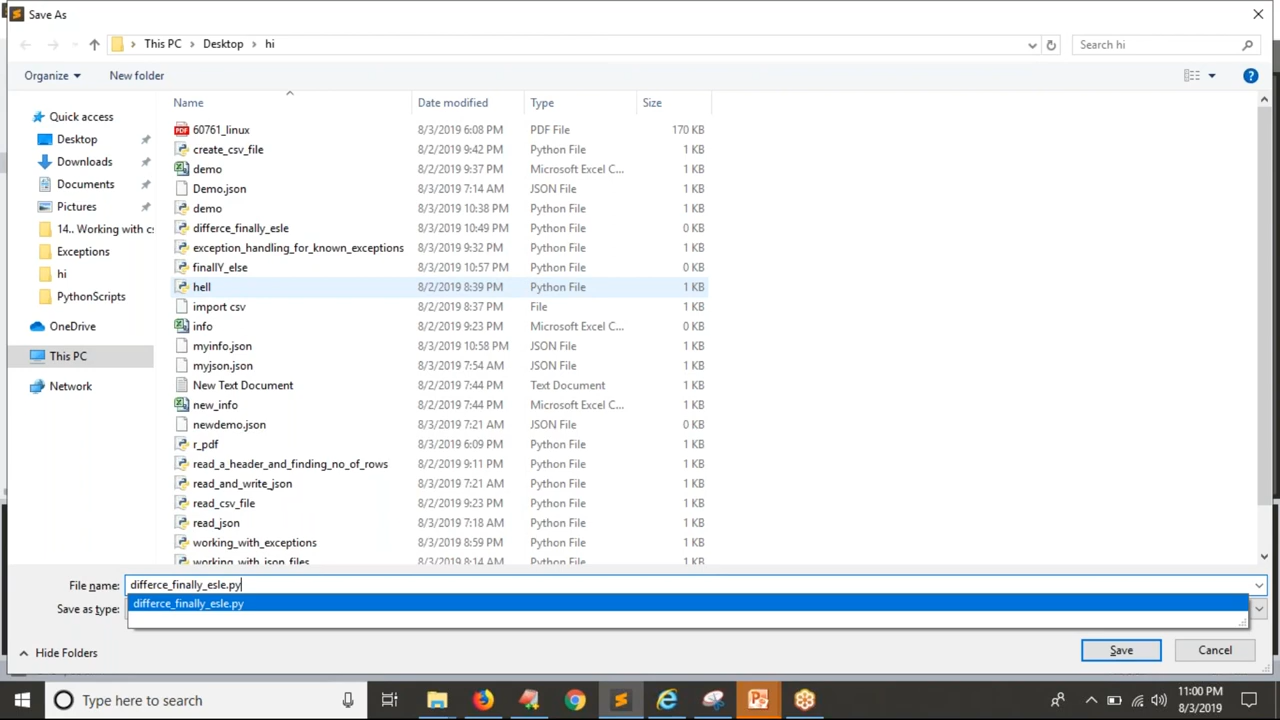 Save As
This PC Desktop hi Search hi
Organize New folder
Name Date modified Type Size
Quick access
Desktop
Downloads
Documents
Pictures
14.. Working with cs
Exceptions
hi
PythonScripts
OneDrive
This PC
Network
60761_linux 8/3/2019 6:08 PM PDF File 170 KB
create_csv_file 8/2/2019 9:42 PM Python File 1 KB
demo 8/2/2019 9:37 PM Microsoft Excel C... 1 KB
Demo.json 8/3/2019 7:14 AM JSON File 1 KB
demo 8/3/2019 10:38 PM Python File 1 KB
differce_finally_esle 8/3/2019 10:49 PM Python File 0 KB
exception_handling_for_known_exceptions 8/3/2019 9:32 PM Python File 1 KB
finallY_else 8/3/2019 10:57 PM Python File 0 KB
hell 8/2/2019 8:39 PM Python File 1 KB
import csv 8/2/2019 8:37 PM File 1 KB
info 8/2/2019 9:23 PM Microsoft Excel C... 0 KB
myinfo.json 8/3/2019 10:58 PM JSON File 1 KB
myjson.json 8/3/2019 7:54 AM JSON File 1 KB
New Text Document 8/2/2019 7:44 PM Text Document 1 KB
new_info 8/2/2019 7:44 PM Microsoft Excel C... 1 KB
newdemo.json 8/3/2019 7:21 AM JSON File 0 KB
r_pdf 8/3/2019 6:09 PM Python File 1 KB
read_a_header_and_finding_no_of_rows 8/2/2019 9:11 PM Python File 1 KB
read_and_write_json 8/3/2019 7:21 AM Python File 1 KB
read_csv_file 8/2/2019 9:23 PM Python File 1 KB
read_json 8/3/2019 7:18 AM Python File 1 KB
working_with_exceptions 8/3/2019 8:59 PM Python File 1 KB
working_with_json_files 8/3/2019 8:14 AM Python File 1 KB
File name: differce_finally_esle.py
differce_finally_esle.py
Save as type:
Hide Folders Save Cancel
Type here to search
11:00 PM
8/3/2019